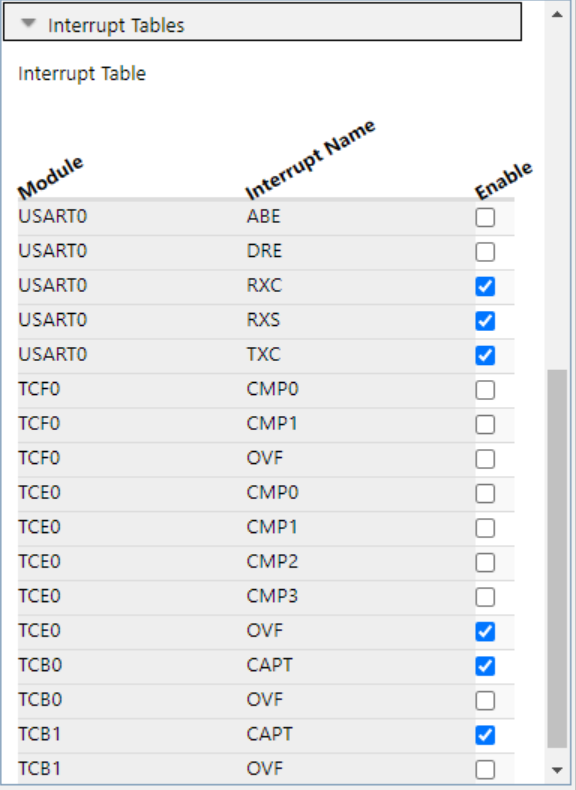 Interrupt Tables
Interrupt Table
Module Interrupt Name Enable
USART0 ABE
USART0 DRE
USART0 RXC
USART0 RXS
USART0 TXC
TCF0 CMP0
TCF0 CMP1
TCF0 OVF
TCE0 CMP0
TCE0 CMP1
TCE0 CMP2
TCE0 CMP3
TCE0 OVF
TCB0 CAPT
TCB0 OVF
TCB1 CAPT
TCB1 OVF